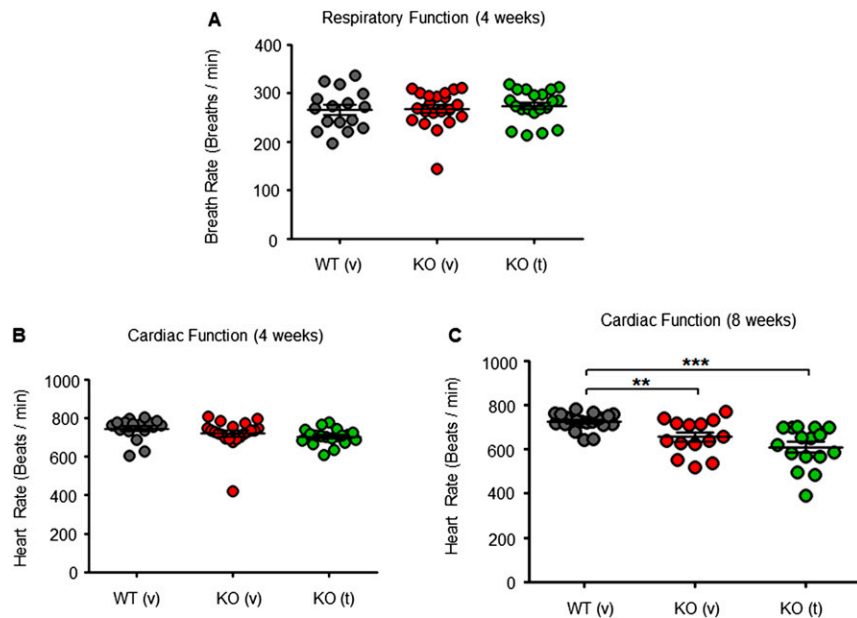 A
Respiratory Function (4 weeks)
Breath Rate (Breaths / min)
400
300
200
100
0
WT (v)
KO (v)
KO (t)
B
Cardiac Function (4 weeks)
Heart Rate (Beats / min)
1000
800
600
400
200
0
WT (v)
KO (v)
KO (t)
C
Cardiac Function (8 weeks)
***
**
Heart Rate (Beats / min)
1000
800
600
400
200
0
WT (v)
KO (v)
KO (t)